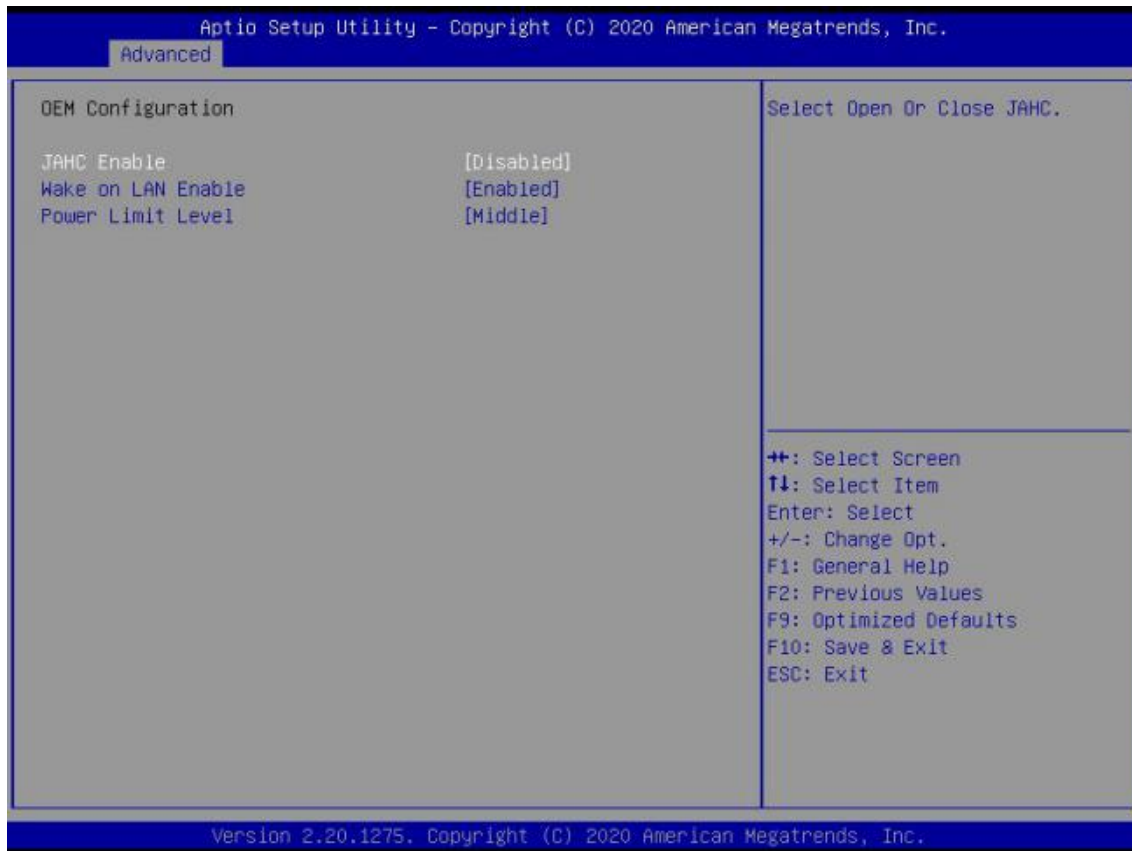 Aptio Setup Utility – Copyright (C) 2020 American Megatrends, Inc.
Advanced
OEM Configuration
JAHC Enable [Disabled]
Wake on LAN Enable [Enabled]
Power Limit Level [Middle]
Select Open Or Close JAHC.
→←: Select Screen
↑↓: Select Item
Enter: Select
+/-: Change Opt.
F1: General Help
F2: Previous Values
F9: Optimized Defaults
F10: Save & Exit
ESC: Exit
Version 2.20.1275. Copyright (C) 2020 American Megatrends, Inc.